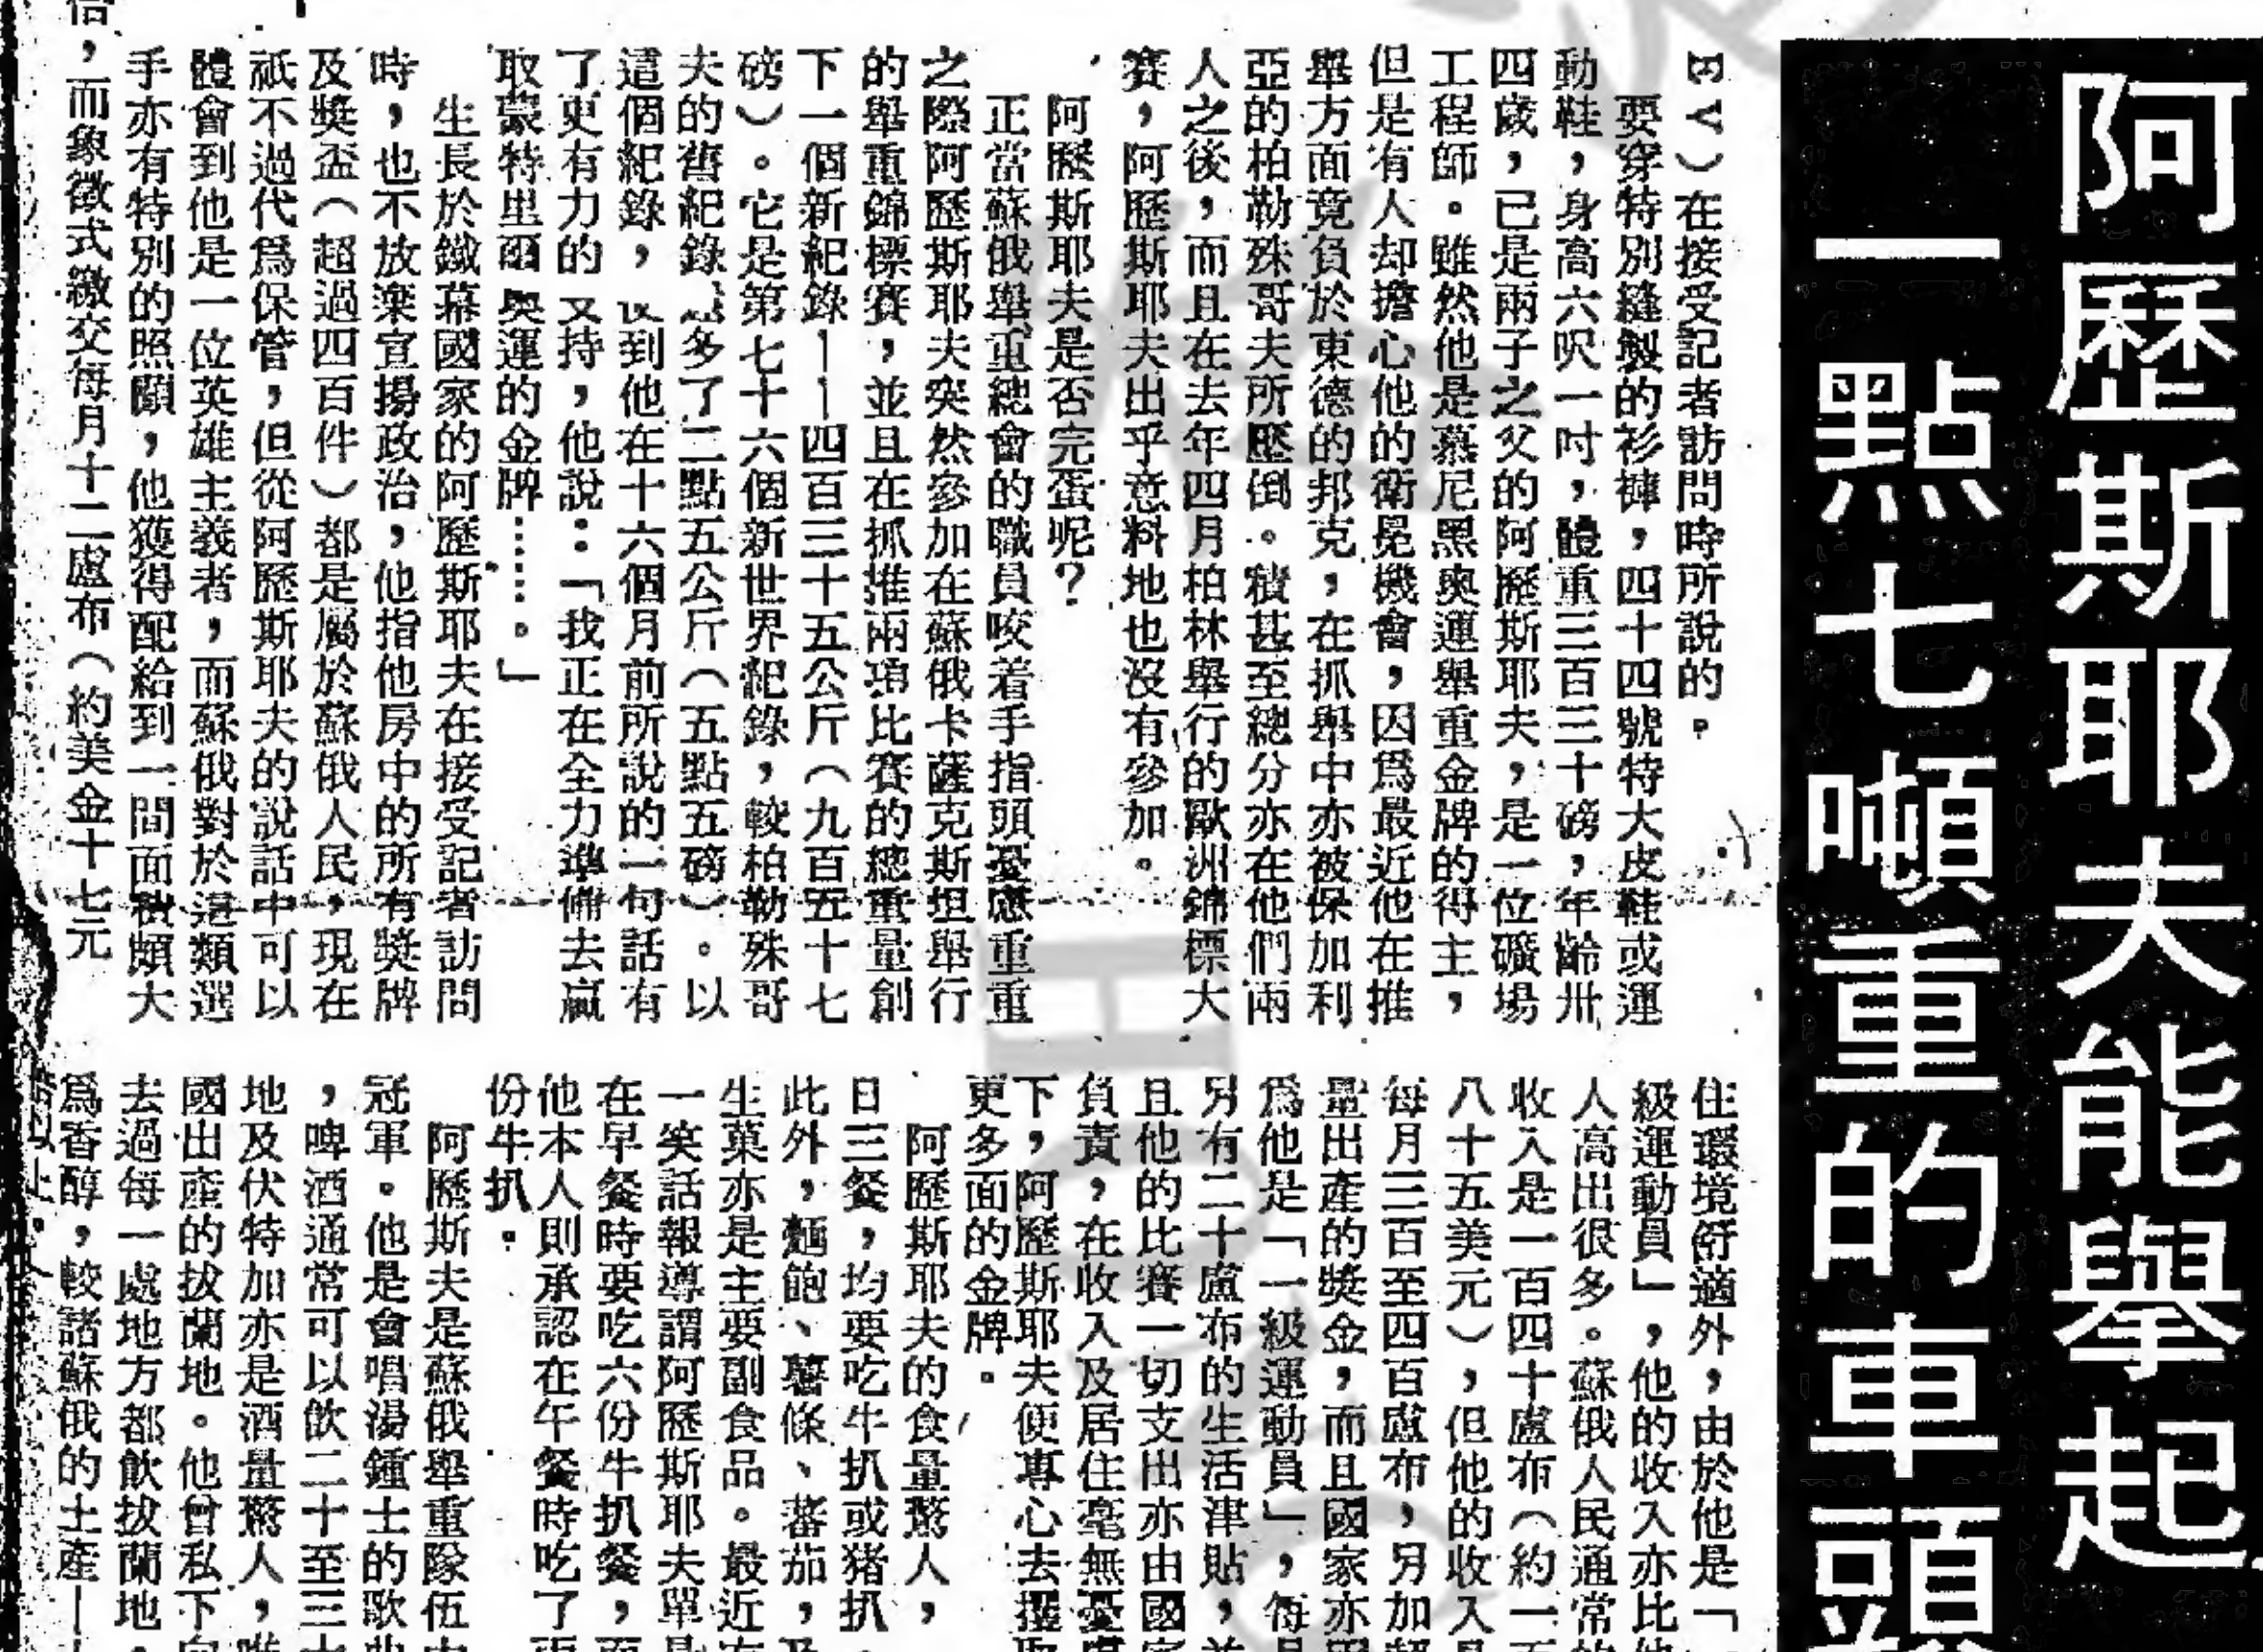 阿歷斯耶夫能舉起
一點七噸重的車頭
EV)在接受記者訪問時所說的。
要穿特別縫製的衫褲,四十四號特大皮鞋或運
動鞋,身高六呎一吋,體重三百三十磅,年齡卅
四歲,已是兩子之父的阿歷斯耶夫,是一位礦場
工程師。雖然他是慕尼黑奧運舉重金牌的得主,
但是有人却擔心他的衛冕機會,因爲最近他在推
舉方面竟負於東德的邦克,在抓舉中亦被保加利
亞的柏勒殊哥夫所壓倒。積甚至總分亦在他們兩
人之後,而且在去年四月柏林舉行的歐洲錦標大
賽,阿歷斯耶夫出乎意料地也沒有參加。
阿歷斯耶夫是否完蛋呢?
正當蘇俄舉重總會的職員咬着手指頭憂應重重
之際阿歷斯耶夫突然參加在蘇俄卡薩克斯坦舉行
的舉重錦標賽,並且在抓推兩項比賽的總重量創
下一個新紀錄——四百三十五公斤(九百五十七
磅)。它是第七十六個新世界紀錄,較柏勒殊哥
夫的舊紀錄多了二點五公斤(五點五磅)。以
這個紀錄,到他在十六個月前所說的一句話有
了更有力的支持,他說:「我正在全力準備去贏
取蒙特里爾奧運的金牌……。」
生長於鐵幕國家的阿歷斯耶夫在接受記者訪問
時,也不放棄宣揚政治,他指他房中的所有獎牌
及獎盃(超過四百件)都是屬於蘇俄人民,現在
祇不過代爲保管,但從阿歷斯耶夫的說話中可以
體會到他是一位英雄主義者,而蘇俄對於這類選
手亦有特別的照顧,他獲得配給到一間面積頗大
,而象徵式繳交每月十二盧布(約美金十七元
住環境舒適外,由於他是「
級運動員」,他的收入亦比
人高出很多。蘇俄人民通常
收入是一百四十盧布(約一
八十五美元),但他的收入
每月三百至四百盧布,另加
量出產的獎金,而且國家亦
爲他是「一級運動員」,每
另有二十盧布的生活津貼,
且他的比賽一切支出亦由國
負責,在收入及居住毫無憂
下,阿歷斯耶夫便專心去
更多面的金牌。
阿歷斯耶夫的食量驚人,
日三餐,均要吃牛扒或猪扒
此外,麵飽、薯條、蕃茄,
生菓亦是主要副食品。最近
一笑話報導謂阿歷斯耶夫單
在早餐時要吃六份牛扒餐,
他本人則承認在午餐時吃了
份牛扒。
阿歷斯夫是蘇俄舉重隊伍
冠軍。他是會唱湯鍾士的歌
,啤酒通常可以飲二十至三
地及伏特加亦是酒量驚人,
國出產的拔蘭地。他曾私下
去過每一處地方都飲拔蘭地
爲香醇,較諸蘇俄的土產—